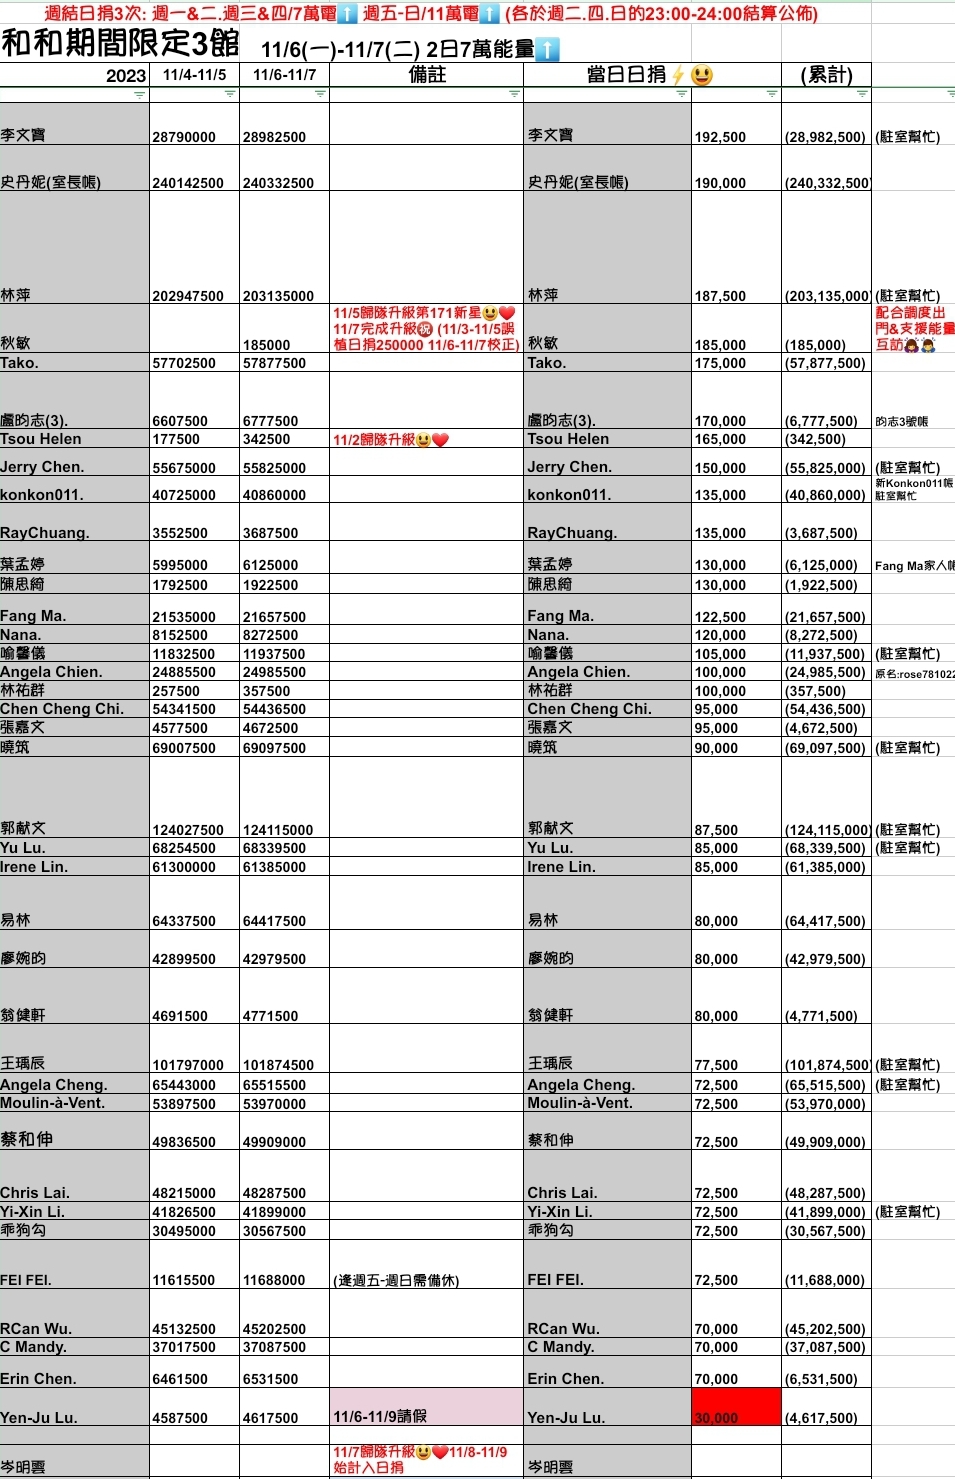 週結日捐3次: 週一&二.週三&四/7萬電⬆️ 週五-日/11萬電⬆️ (各於週二.四.日的23:00-24:00結算公佈)
和和期間限定3館 11/6(一)-11/7(二) 2日7萬能量⬆️
2023 11/4-11/5 11/6-11/7 備註 當日日捐⚡😃 (累計)
李文寶 28790000 28982500 李文寶 192,500 (28,982,500) (駐室幫忙)
史丹妮(室長帳) 240142500 240332500 史丹妮(室長帳) 190,000 (240,332,500)
林萍 202947500 203135000 林萍 187,500 (203,135,000) (駐室幫忙)
秋敏 185000 11/5歸隊升級第171新星😃❤️ 秋敏 185,000 (185,000) 配合調度出
11/7完成升級㊗️ (11/3-11/5誤 門&支援能量
植日捐250000 11/6-11/7校正) 互訪🙇‍♀️🙇‍♂️
Tako. 57702500 57877500 Tako. 175,000 (57,877,500)
盧昀志(3). 6607500 6777500 盧昀志(3). 170,000 (6,777,500) 昀志3號帳
Tsou Helen 177500 342500 11/2歸隊升級😃❤️ Tsou Helen 165,000 (342,500)
Jerry Chen. 55675000 55825000 Jerry Chen. 150,000 (55,825,000) (駐室幫忙)
konkon011. 40725000 40860000 konkon011. 135,000 (40,860,000) 新Konkon011帳
駐室幫忙
RayChuang. 3552500 3687500 RayChuang. 135,000 (3,687,500)
葉孟婷 5995000 6125000 葉孟婷 130,000 (6,125,000) Fang Ma家人帳
陳思綺 1792500 1922500 陳思綺 130,000 (1,922,500)
Fang Ma. 21535000 21657500 Fang Ma. 122,500 (21,657,500)
Nana. 8152500 8272500 Nana. 120,000 (8,272,500)
喻馨儀 11832500 11937500 喻馨儀 105,000 (11,937,500) (駐室幫忙)
Angela Chien. 24885500 24985500 Angela Chien. 100,000 (24,985,500) 原名:rose781022
林祐群 257500 357500 林祐群 100,000 (357,500)
Chen Cheng Chi. 54341500 54436500 Chen Cheng Chi. 95,000 (54,436,500)
張嘉文 4577500 4672500 張嘉文 95,000 (4,672,500)
曉筑 69007500 69097500 曉筑 90,000 (69,097,500) (駐室幫忙)
郭献文 124027500 124115000 郭献文 87,500 (124,115,000) (駐室幫忙)
Yu Lu. 68254500 68339500 Yu Lu. 85,000 (68,339,500) (駐室幫忙)
Irene Lin. 61300000 61385000 Irene Lin. 85,000 (61,385,000)
易林 64337500 64417500 易林 80,000 (64,417,500)
廖婉昀 42899500 42979500 廖婉昀 80,000 (42,979,500)
翁健軒 4691500 4771500 翁健軒 80,000 (4,771,500)
王瑀辰 101797000 101874500 王瑀辰 77,500 (101,874,500) (駐室幫忙)
Angela Cheng. 65443000 65515500 Angela Cheng. 72,500 (65,515,500) (駐室幫忙)
Moulin-à-Vent. 53897500 53970000 Moulin-à-Vent. 72,500 (53,970,000)
蔡和伸 49836500 49909000 蔡和伸 72,500 (49,909,000)
Chris Lai. 48215000 48287500 Chris Lai. 72,500 (48,287,500)
Yi-Xin Li. 41826500 41899000 Yi-Xin Li. 72,500 (41,899,000) (駐室幫忙)
乖狗勾 30495000 30567500 乖狗勾 72,500 (30,567,500)
FEI FEI. 11615500 11688000 (逢週五-週日需備休) FEI FEI. 72,500 (11,688,000)
RCan Wu. 45132500 45202500 RCan Wu. 70,000 (45,202,500)
C Mandy. 37017500 37087500 C Mandy. 70,000 (37,087,500)
Erin Chen. 6461500 6531500 Erin Chen. 70,000 (6,531,500)
Yen-Ju Lu. 4587500 4617500 11/6-11/9請假 Yen-Ju Lu. 30,000 (4,617,500)
岑明雲 11/7歸隊升級😃❤️11/8-11/9 岑明雲
始計入日捐